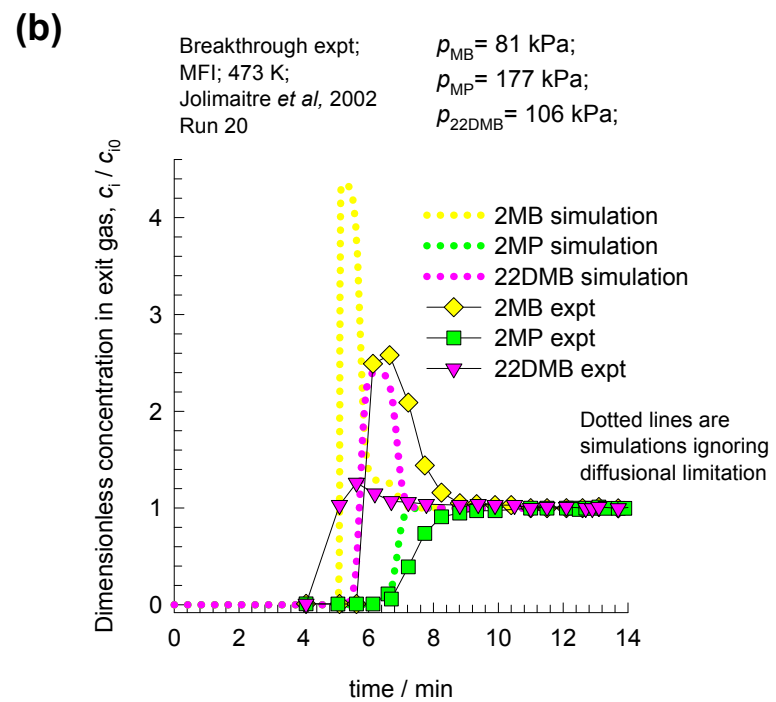 (b)
Breakthrough expt;
MFI; 473 K;
Jolimaitre et al, 2002
Run 20
pMB= 81 kPa;
pMP= 177 kPa;
p22DMB= 106 kPa;
Dimensionless concentration in exit gas, ci / ci0
4
3
2
1
0
2MB simulation
2MP simulation
22DMB simulation
2MB expt
2MP expt
22DMB expt
Dotted lines are
simulations ignoring
diffusional limitation
0 2 4 6 8 10 12 14
time / min